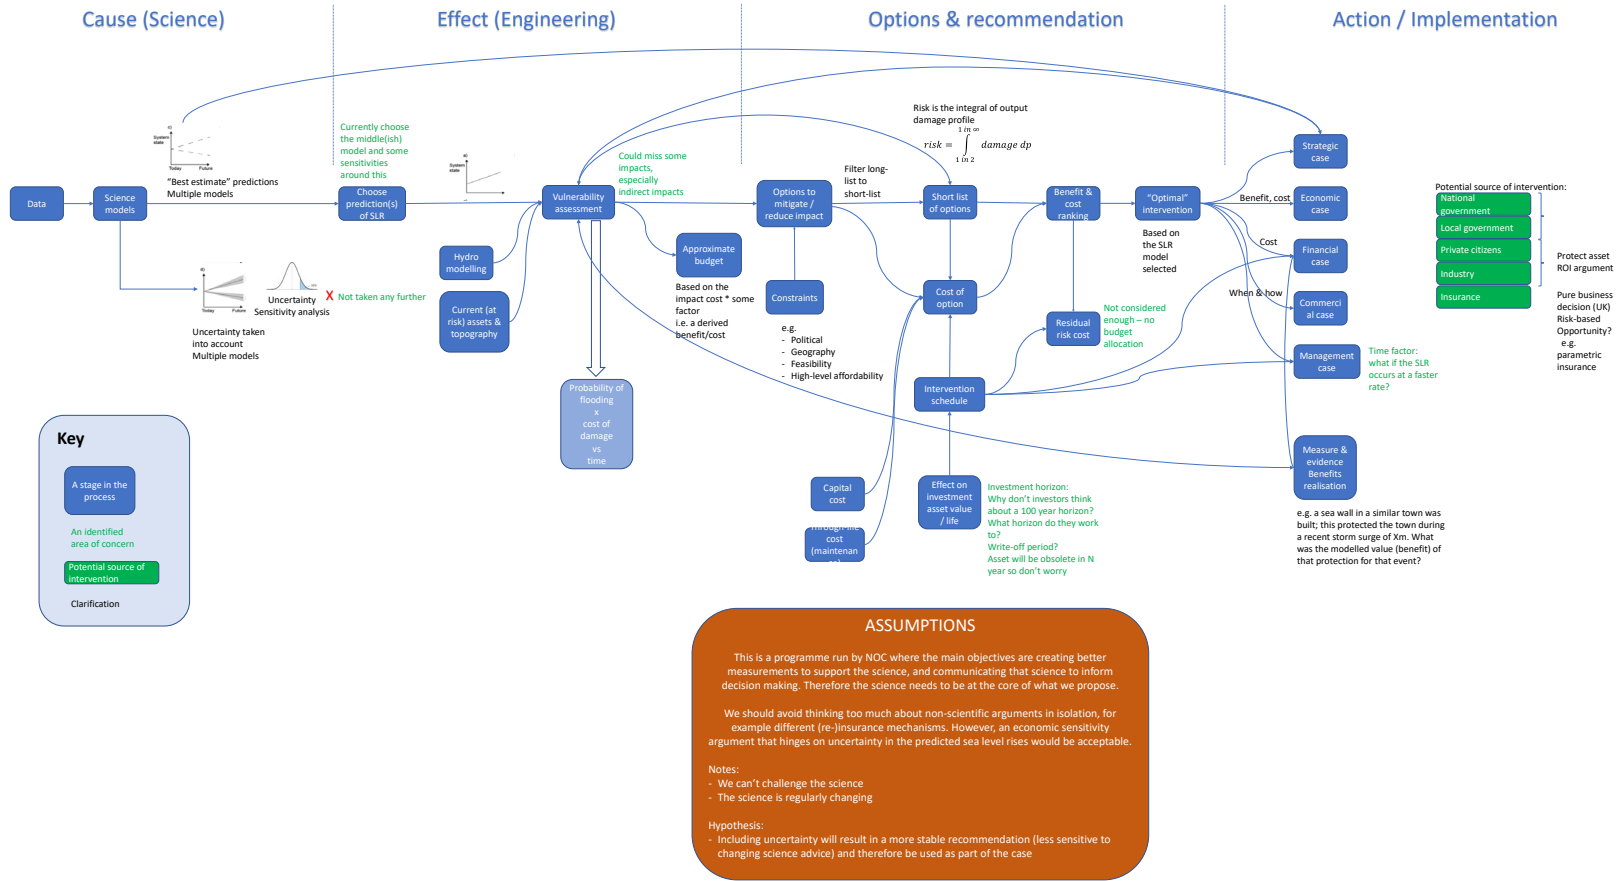 Cause (Science)
Effect (Engineering)
Options & recommendation
Action / Implementation
System
state
Today
Future
"Best estimate" predictions
Multiple models
Currently choose
the middle(ish)
model and some
sensitivities
around this
Could miss some
impacts,
especially
indirect impacts
Filter long-
list to
short-list
Risk is the integral of output
damage profile
1 in ∞
risk = ∫ damage dp
1 in 2
Data
Science
models
Choose
prediction(s)
of SLR
Vulnerability
assessment
Options to
mitigate /
reduce impact
Short list
of options
Benefit &
cost
ranking
"Optimal"
intervention
Based on
the SLR
model
selected
Strategic
case
Benefit, cost
Economic
case
Cost
Financial
case
When & how
Commerci
al case
Management
case
Time factor:
what if the SLR
occurs at a faster
rate?
Potential source of intervention:
National
government
Local government
Private citizens
Industry
Insurance
Protect asset
ROI argument
Pure business
decision (UK)
Risk-based
Opportunity?
e.g.
parametric
insurance
Hydro
modelling
Current (at
risk) assets &
topography
Approximate
budget
Based on the
impact cost * some
factor
i.e. a derived
benefit/cost
Constraints
e.g.
- Political
- Geography
- Feasibility
- High-level affordability
Cost of
option
Residual
risk cost
Not considered
enough – no
budget
allocation
Today
Future
Uncertainty
Sensitivity analysis
X
Not taken any further
Uncertainty taken
into account
Multiple models
Probability of
flooding
x
cost of
damage
vs
time
Intervention
schedule
Capital
cost
Through-life
cost
(maintenan
Effect on
investment
asset value
/ life
Investment horizon:
Why don't investors think
about a 100 year horizon?
What horizon do they work
to?
Write-off period?
Asset will be obsolete in N
year so don't worry
Measure &
evidence
Benefits
realisation
e.g. a sea wall in a similar town was
built; this protected the town during
a recent storm surge of Xm. What
was the modelled value (benefit) of
that protection for that event?
Key
A stage in the
process
An identified
area of concern
Potential source of
intervention
Clarification
ASSUMPTIONS
This is a programme run by NOC where the main objectives are creating better
measurements to support the science, and communicating that science to inform
decision making. Therefore the science needs to be at the core of what we propose.
We should avoid thinking too much about non-scientific arguments in isolation, for
example different (re-)insurance mechanisms. However, an economic sensitivity
argument that hinges on uncertainty in the predicted sea level rises would be acceptable.
Notes:
- We can't challenge the science
- The science is regularly changing
Hypothesis:
- Including uncertainty will result in a more stable recommendation (less sensitive to
changing science advice) and therefore be used as part of the case